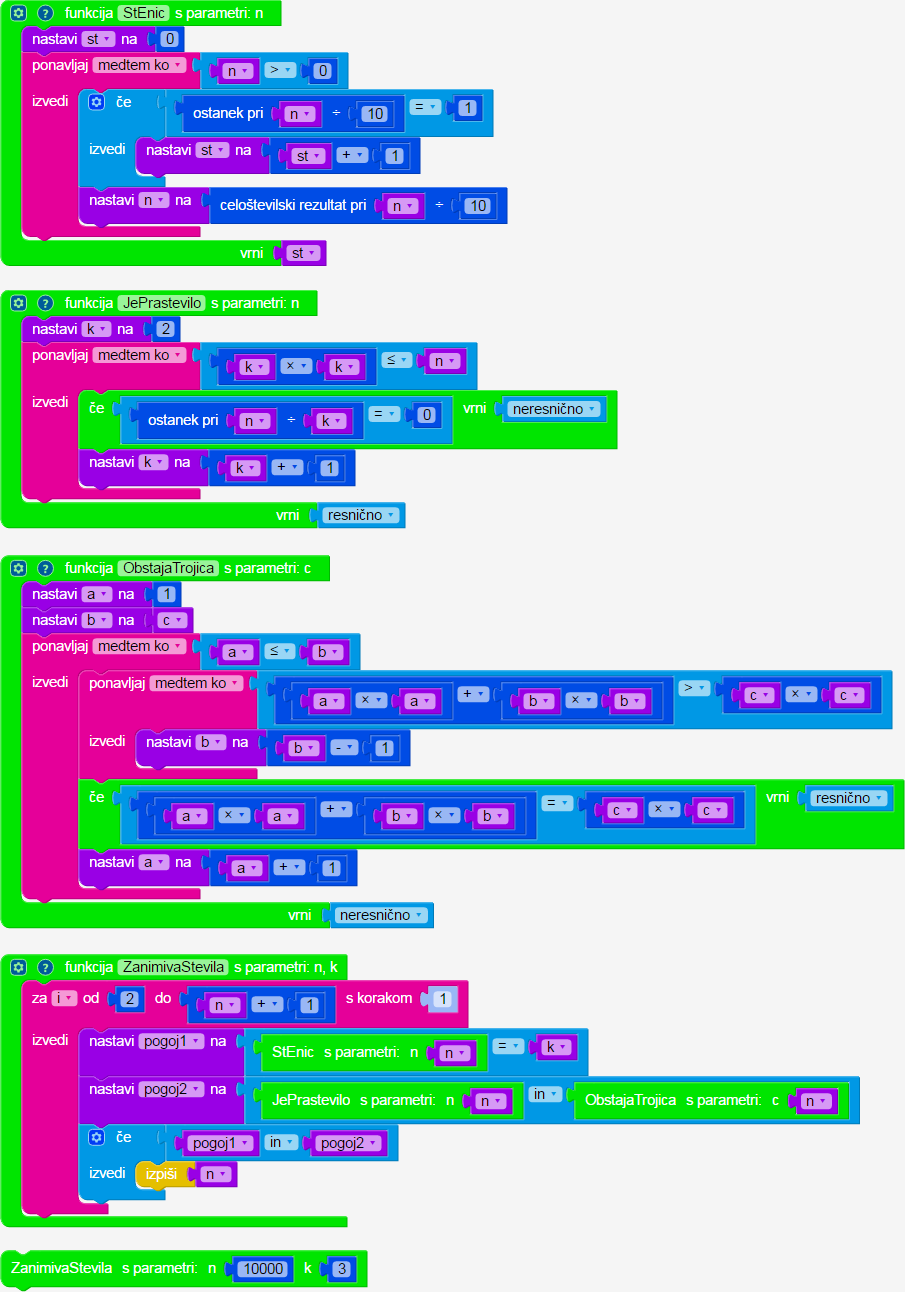 ? funkcija StEnic s parametri: n
nastavi st na 0
ponavljaj medtem ko n > 0
izvedi če ostanek pri n ÷ 10 = 1
izvedi nastavi st na st + 1
nastavi n na celoštevilski rezultat pri n ÷ 10
vrni st
? funkcija JePrastevilo s parametri: n
nastavi k na 2
ponavljaj medtem ko k × k ≤ n
izvedi če ostanek pri n ÷ k = 0 vrni neresnično
nastavi k na k + 1
vrni resnično
? funkcija ObstajaTrojica s parametri: c
nastavi a na 1
nastavi b na c
ponavljaj medtem ko a ≤ b
izvedi ponavljaj medtem ko a × a + b × b > c × c
izvedi nastavi b na b - 1
če a × a + b × b = c × c vrni resnično
nastavi a na a + 1
vrni neresnično
? funkcija ZanimivaStevila s parametri: n, k
za i od 2 do n + 1 s korakom 1
izvedi nastavi pogoj1 na StEnic s parametri: n n = k
nastavi pogoj2 na JePrastevilo s parametri: n n in ObstajaTrojica s parametri: c n
če pogoj1 in pogoj2
izvedi izpiši n
ZanimivaStevila s parametri: n 10000 k 3